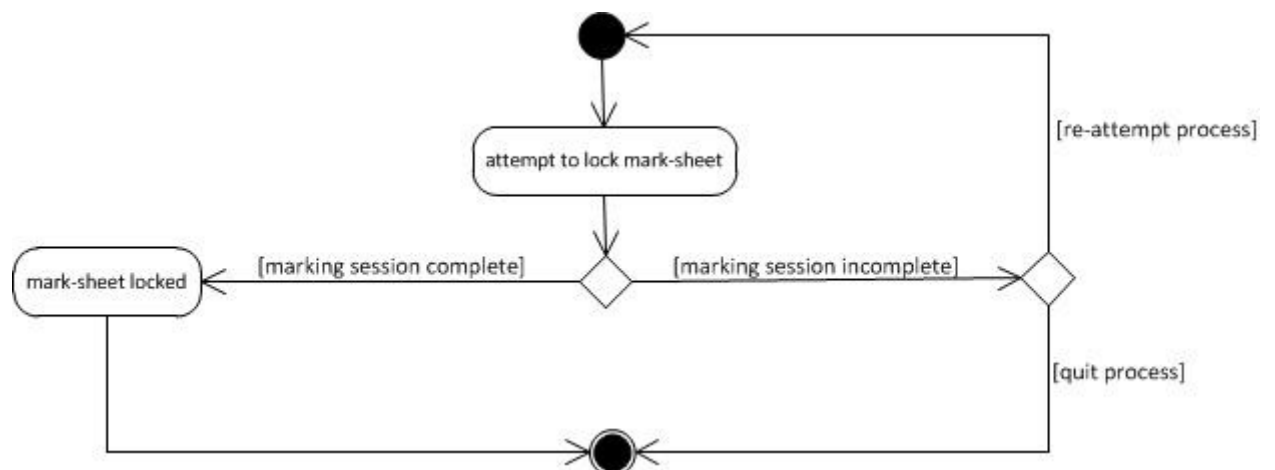 [re-attempt process]
attempt to lock mark-sheet
[marking session complete]
[marking session incomplete]
mark-sheet locked
[quit process]